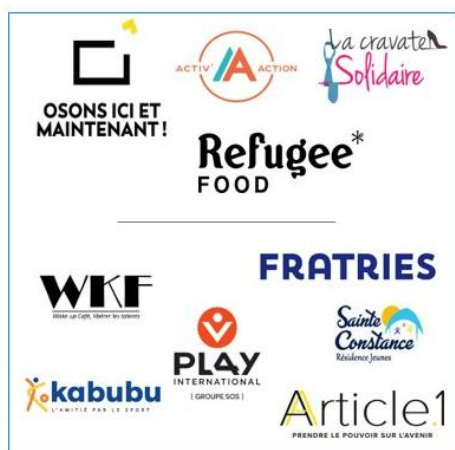 OSONS ICI ET
MAINTENANT !
ACTIV' ACTION
La cravate
Solidaire
Refugee*
FOOD
FRATRIES
WKF
Wake up Café, libérer les talents
PL4Y
INTERNATIONAL
| GROUPE SOS |
Sainte
Constance
Résidence Jeunes
kabubu
L'AMITIÉ PAR LE SPORT
Article.1
PRENDRE LE POUVOIR SUR L'AVENIR